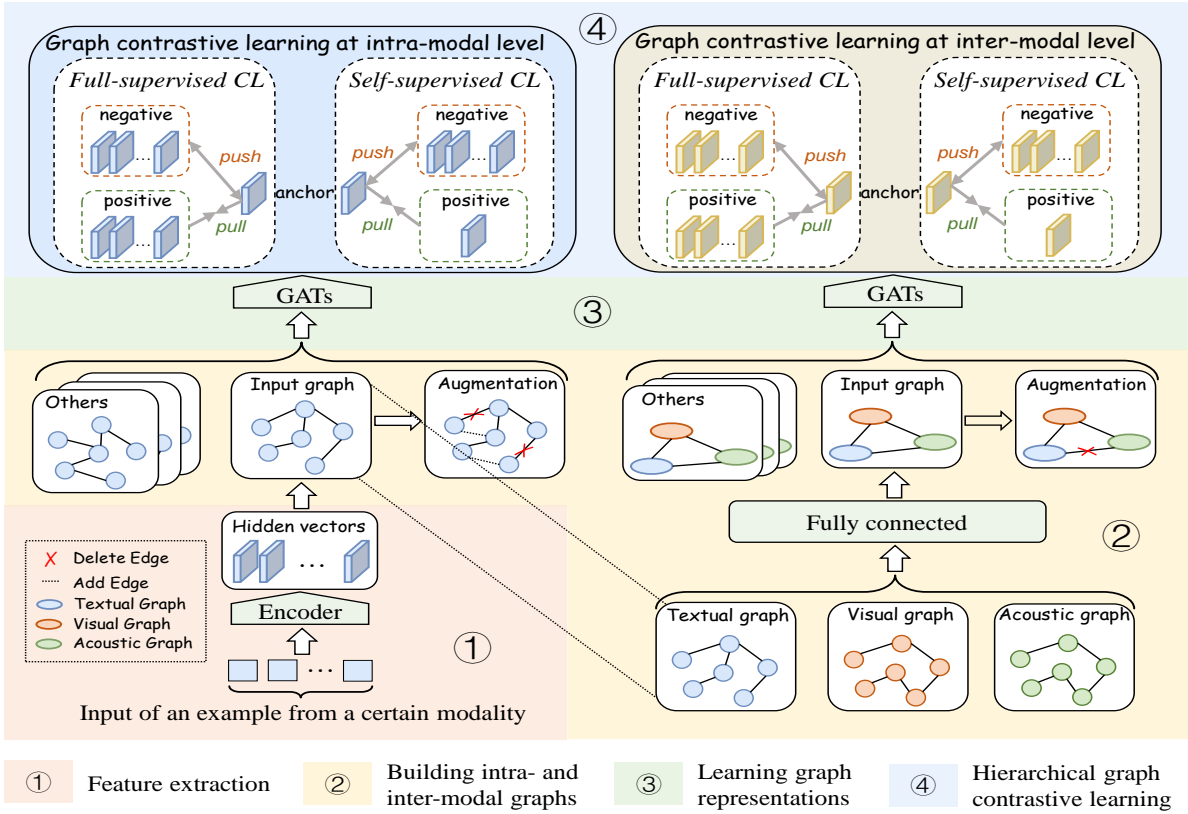 ④
Graph contrastive learning at intra-modal level
Full-supervised CL
negative
...
push
positive
...
pull
anchor
Self-supervised CL
negative
...
push
positive
pull
Graph contrastive learning at inter-modal level
Full-supervised CL
negative
...
push
positive
...
pull
anchor
Self-supervised CL
negative
...
push
positive
pull
GATs
③
GATs
Others
Input graph
Augmentation
Others
Input graph
Augmentation
Hidden vectors
...
Encoder
...
Input of an example from a certain modality
①
Delete Edge
Add Edge
Textual Graph
Visual Graph
Acoustic Graph
Fully connected
②
Textual graph
Visual graph
Acoustic graph
① Feature extraction
② Building intra- and
inter-modal graphs
③ Learning graph
representations
④ Hierarchical graph
contrastive learning